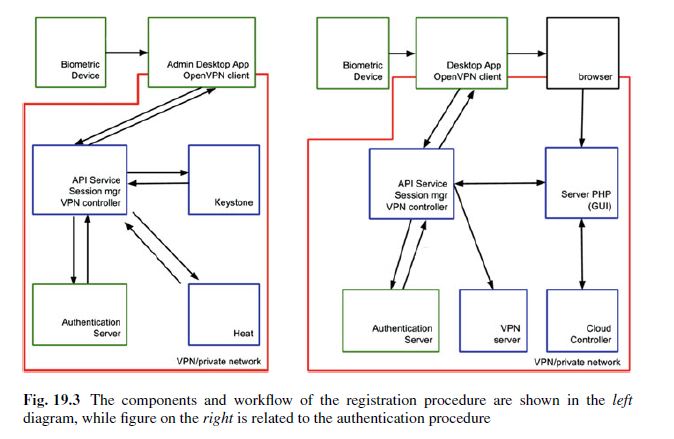 Biometric
Device
Admin Desktop App
OpenVPN client
API Service
Session mgr
VPN controller
Keystone
Authentication
Server
Heat
VPN/private network
Biometric
Device
Desktop App
OpenVPN client
browser
API Service
Session mgr
VPN controller
Server PHP
(GUI)
Authentication
Server
VPN
server
Cloud
Controller
VPN/private network
Fig. 19.3 The components and workflow of the registration procedure are shown in the left
diagram, while figure on the right is related to the authentication procedure